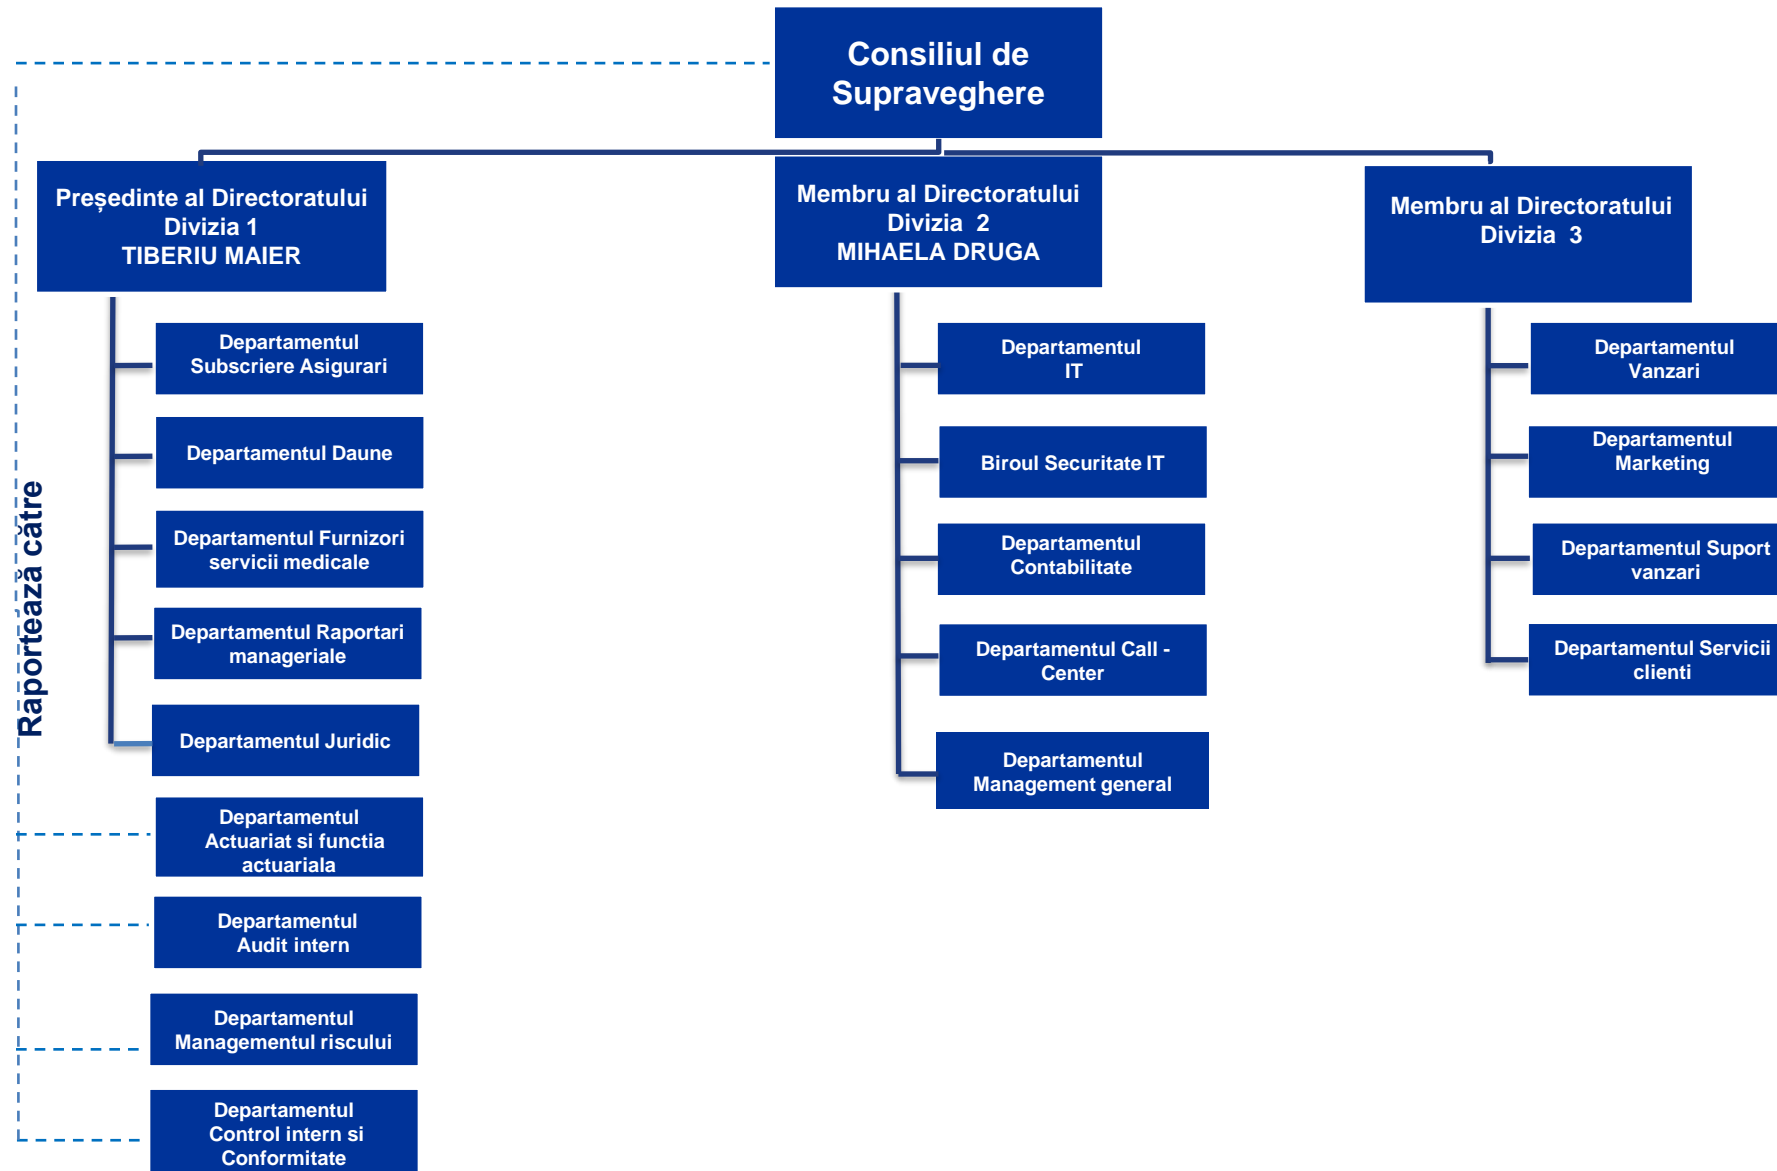 Consiliul de
Supraveghere
Președinte al Directoratului
Divizia 1
TIBERIU MAIER
Membru al Directoratului
Divizia  2
MIHAELA DRUGA
Membru al Directoratului
Divizia  3
Raportează către
Departamentul
Subscriere Asigurari
Departamentul Daune
Departamentul Furnizori
servicii medicale
Departamentul Raportari
manageriale
Departamentul Juridic
Departamentul
Actuariat si functia
actuariala
Departamentul
Audit intern
Departamentul
Managementul riscului
Departamentul
Control intern si
Conformitate
Departamentul
IT
Biroul Securitate IT
Departamentul
Contabilitate
Departamentul Call -
Center
Departamentul
Management general
Departamentul
Vanzari
Departamentul
Marketing
Departamentul Suport
vanzari
Departamentul Servicii
clienti